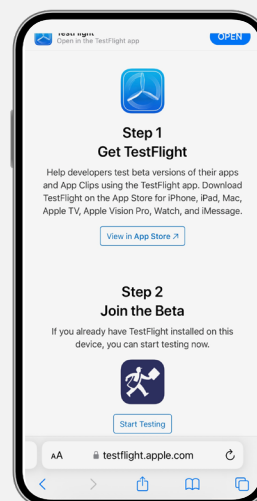 TestFlight
Open in the TestFlight app
OPEN
Step 1
Get TestFlight
Help developers test beta versions of their apps
and App Clips using the TestFlight app. Download
TestFlight on the App Store for iPhone, iPad, Mac,
Apple TV, Apple Vision Pro, Watch, and iMessage.
View in App Store ↗
Step 2
Join the Beta
If you already have TestFlight installed on this
device, you can start testing now.
Start Testing
AA
testflight.apple.com